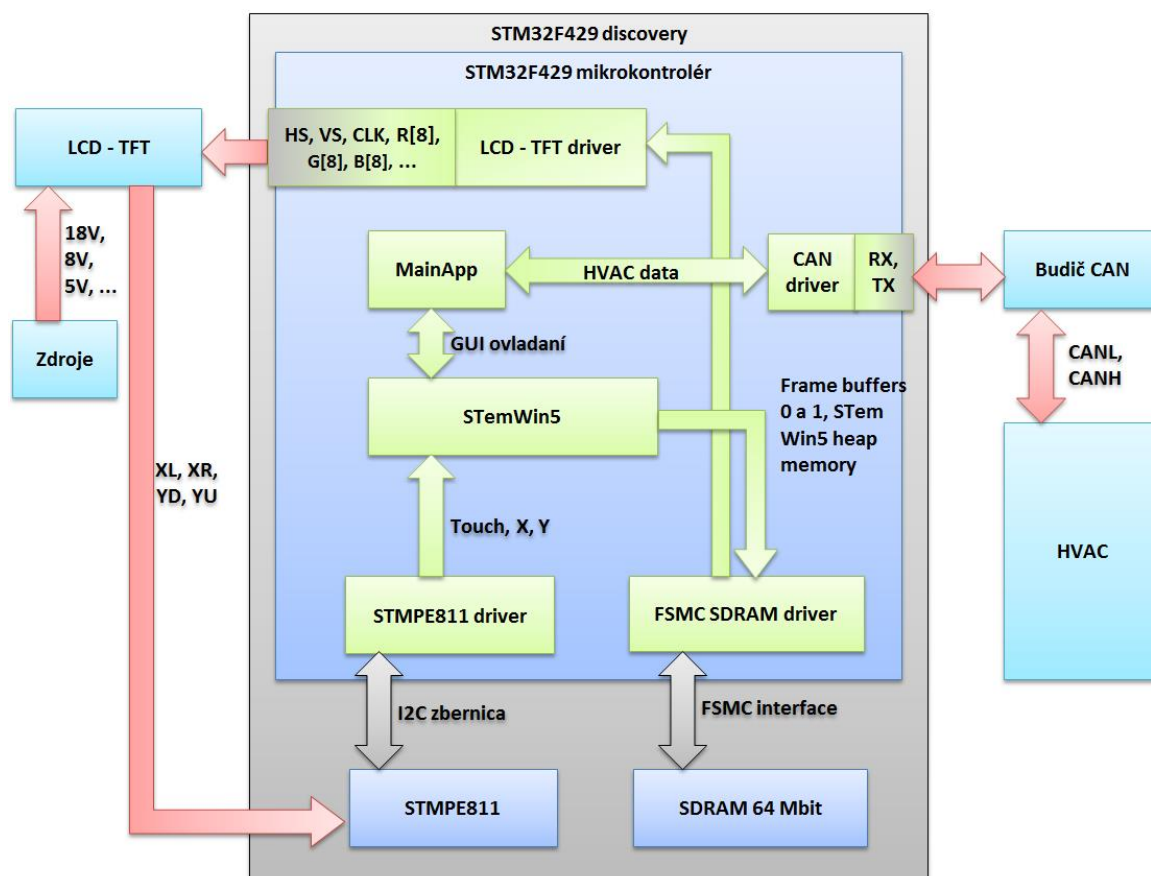 STM32F429 discovery
STM32F429 mikrokontrolér
LCD - TFT
HS, VS, CLK, R[8],
G[8], B[8], ...
LCD - TFT driver
18V,
8V,
5V, ...
Zdroje
MainApp
HVAC data
CAN
driver
RX,
TX
Budič CAN
GUI ovladaní
CANL,
CANH
STemWin5
Frame buffers
0 a 1, STem
Win5 heap
memory
XL, XR,
YD, YU
Touch, X, Y
HVAC
STMPE811 driver
FSMC SDRAM driver
I2C zbernica
FSMC interface
STMPE811
SDRAM 64 Mbit